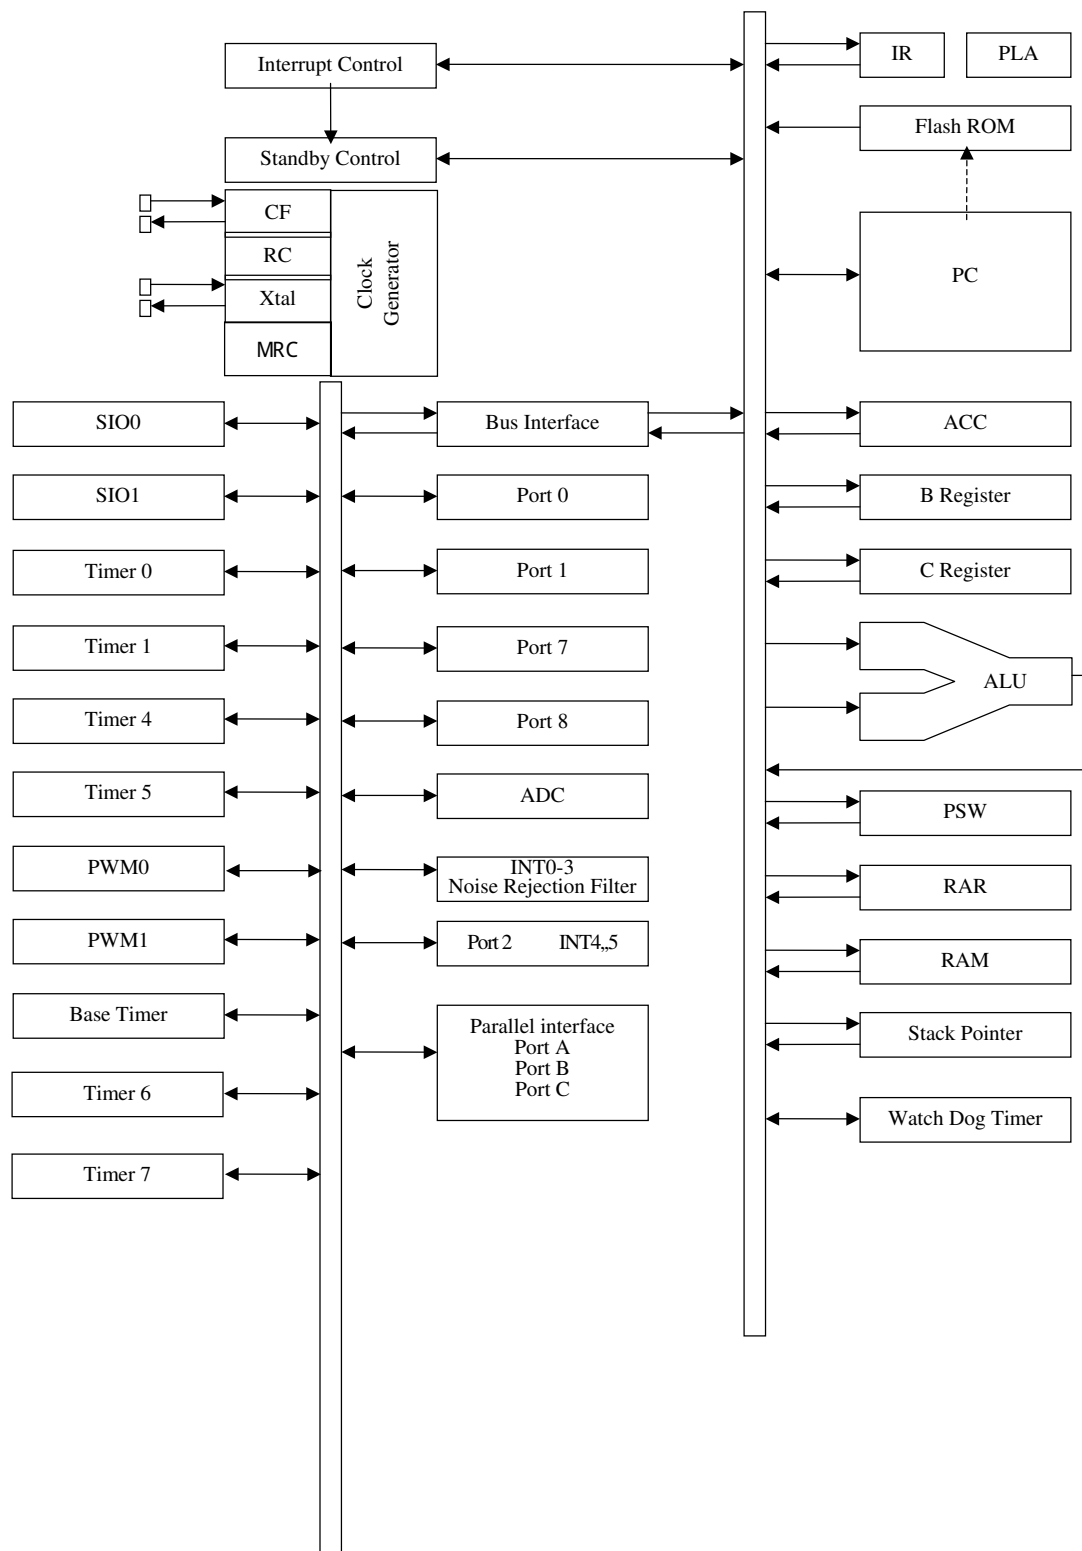 Interrupt Control
IR
PLA
Flash ROM
Standby Control
CF
RC
Xtal
MRC
Clock
Generator
PC
SIO0
Bus Interface
ACC
SIO1
Port 0
B Register
Timer 0
Port 1
C Register
Timer 1
Port 7
ALU
Timer 4
Port 8
Timer 5
ADC
PSW
PWM0
INT0-3
Noise Rejection Filter
RAR
PWM1
Port 2 INT4,,5
RAM
Base Timer
Parallel interface
Port A
Port B
Port C
Stack Pointer
Timer 6
Watch Dog Timer
Timer 7